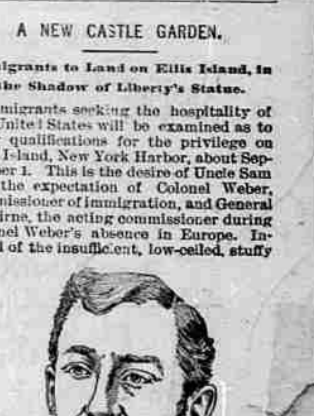 A NEW CASTLE GARDEN.
migrants to Land on Ellis Island, in
the Shadow of Liberty's Statue.
migrants seeking the hospitality of
United States will be examined as to
qualifications for the privilege on
Island, New York Harbor, about Sep-
er 1. This is the desire of Uncle Sam
the expectation of Colonel Weber,
missioner of immigration, and General
irne, the acting commissioner during
nel Weber's absence in Europe. In-
d of the insufficient, low-ceiled, stuffy